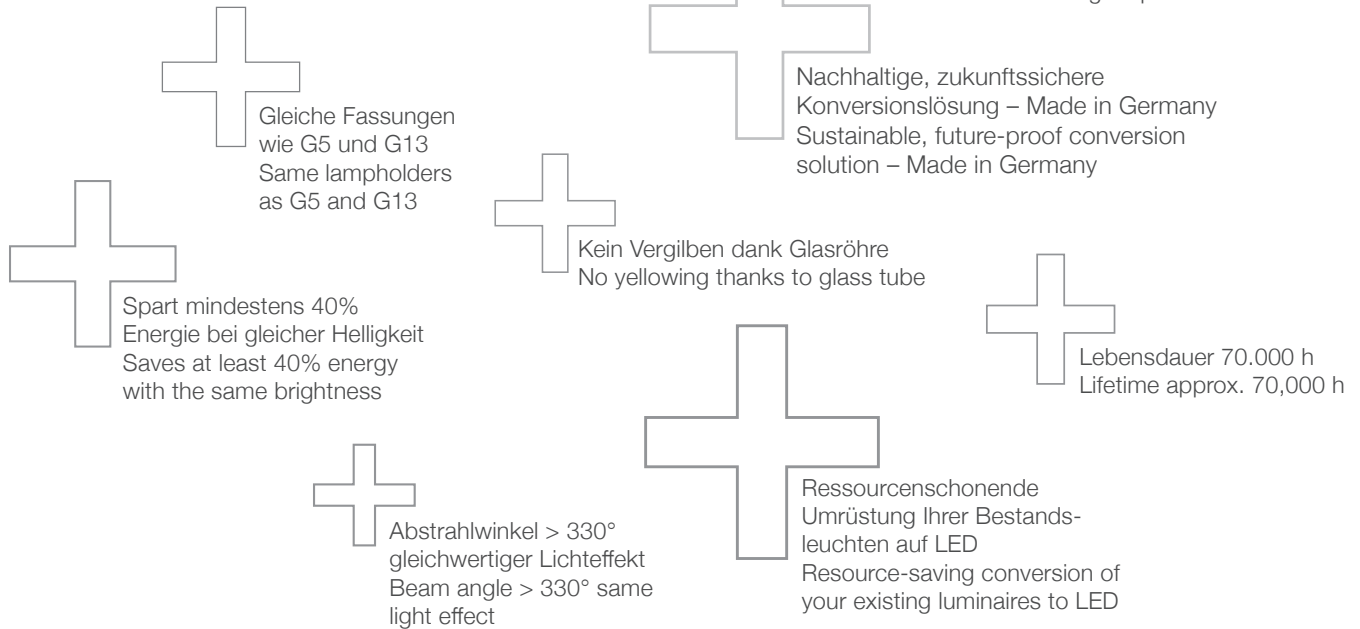 Nachhaltige, zukunftssichere
Konversionslösung – Made in Germany
Sustainable, future-proof conversion
solution – Made in Germany
Gleiche Fassungen
wie G5 und G13
Same lampholders
as G5 and G13
Kein Vergilben dank Glasröhre
No yellowing thanks to glass tube
Spart mindestens 40%
Energie bei gleicher Helligkeit
Saves at least 40% energy
with the same brightness
Lebensdauer 70.000 h
Lifetime approx. 70,000 h
Ressourcenschonende
Umrüstung Ihrer Bestands-
leuchten auf LED
Resource-saving conversion of
your existing luminaires to LED
Abstrahlwinkel > 330°
gleichwertiger Lichteffekt
Beam angle > 330° same
light effect